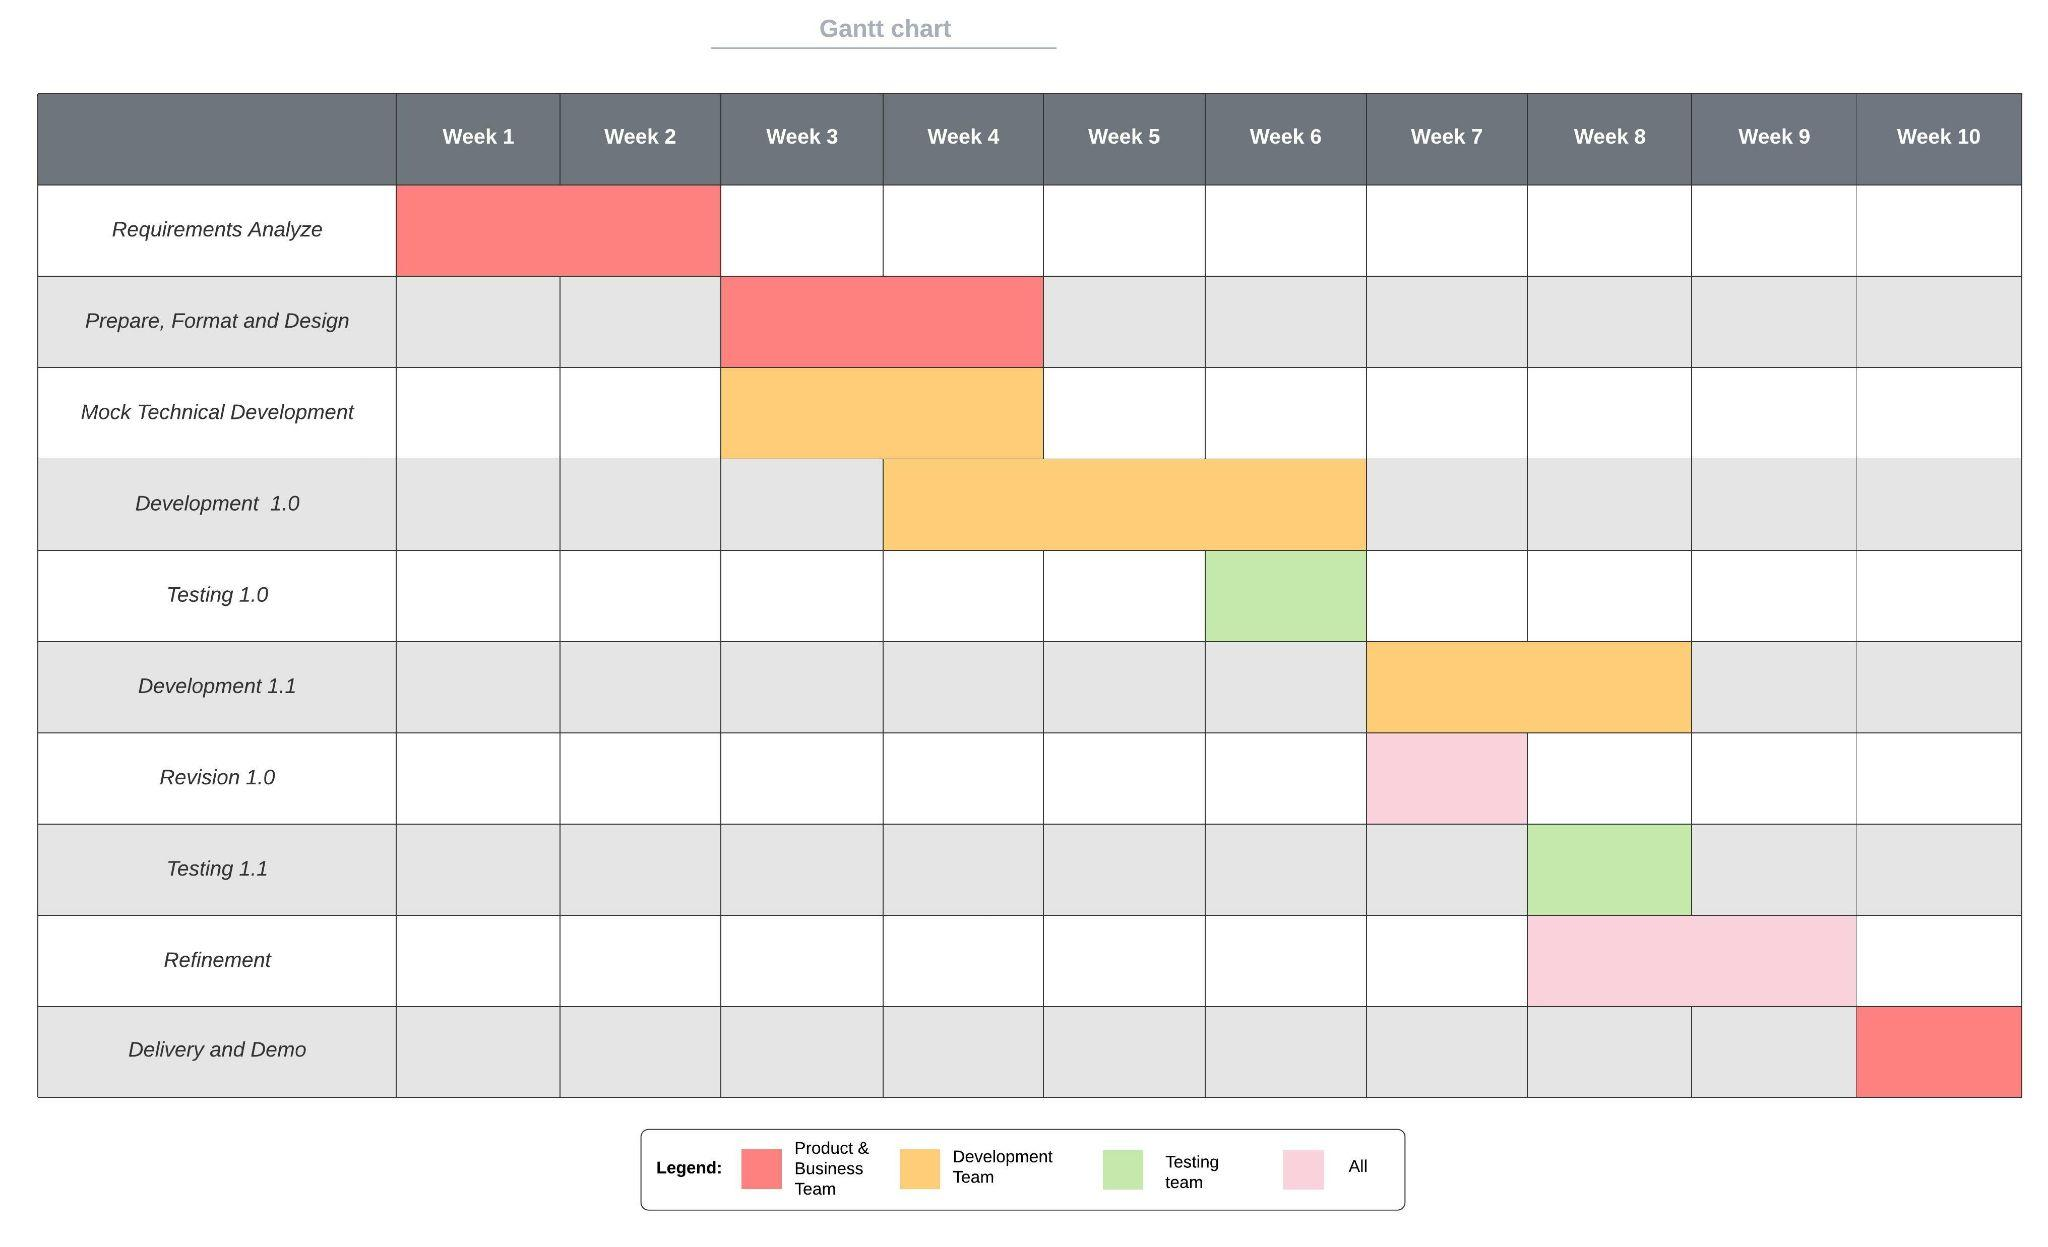 Gantt chart
Week 1 Week 2 Week 3 Week 4 Week 5 Week 6 Week 7 Week 8 Week 9 Week 10
Requirements Analyze
Prepare, Format and Design
Mock Technical Development
Development  1.0
Testing 1.0
Development 1.1
Revision 1.0
Testing 1.1
Refinement
Delivery and Demo
Legend:
Product &
Business
Team
Development
Team
Testing
team
All